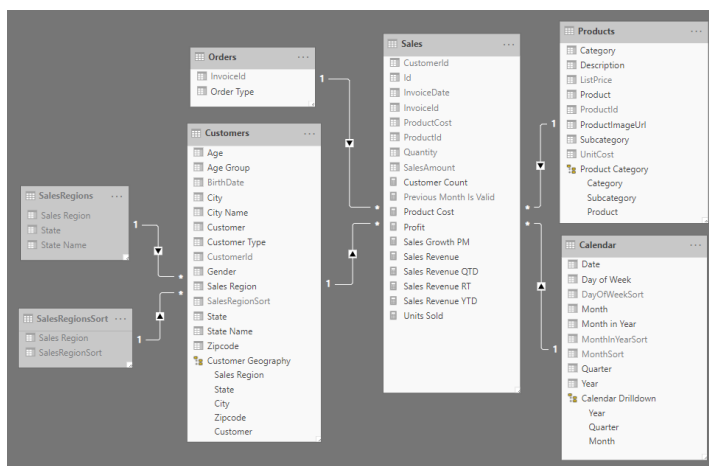 Orders
...
InvoiceId
Order Type
1
Customers
...
Age
Age Group
BirthDate
City
City Name
Customer
Customer Type
CustomerId
Gender
Sales Region
SalesRegionSort
State
State Name
Zipcode
Customer Geography
Sales Region
State
City
Zipcode
Customer
1
SalesRegions
...
Sales Region
State
State Name
1
*
SalesRegionsSort
...
Sales Region
SalesRegionSort
1
*
Sales
...
CustomerId
Id
InvoiceDate
InvoiceId
ProductCost
ProductId
Quantity
SalesAmount
Customer Count
Previous Month Is Valid
Product Cost
Profit
Sales Growth PM
Sales Revenue
Sales Revenue QTD
Sales Revenue RT
Sales Revenue YTD
Units Sold
*
*
*
*
Products
...
Category
Description
ListPrice
Product
ProductId
ProductImageUrl
Subcategory
UnitCost
Product Category
Category
Subcategory
Product
1
Calendar
...
Date
Day of Week
DayOfWeekSort
Month
Month in Year
MonthInYearSort
MonthSort
Quarter
Year
Calendar Drilldown
Year
Quarter
Month
1